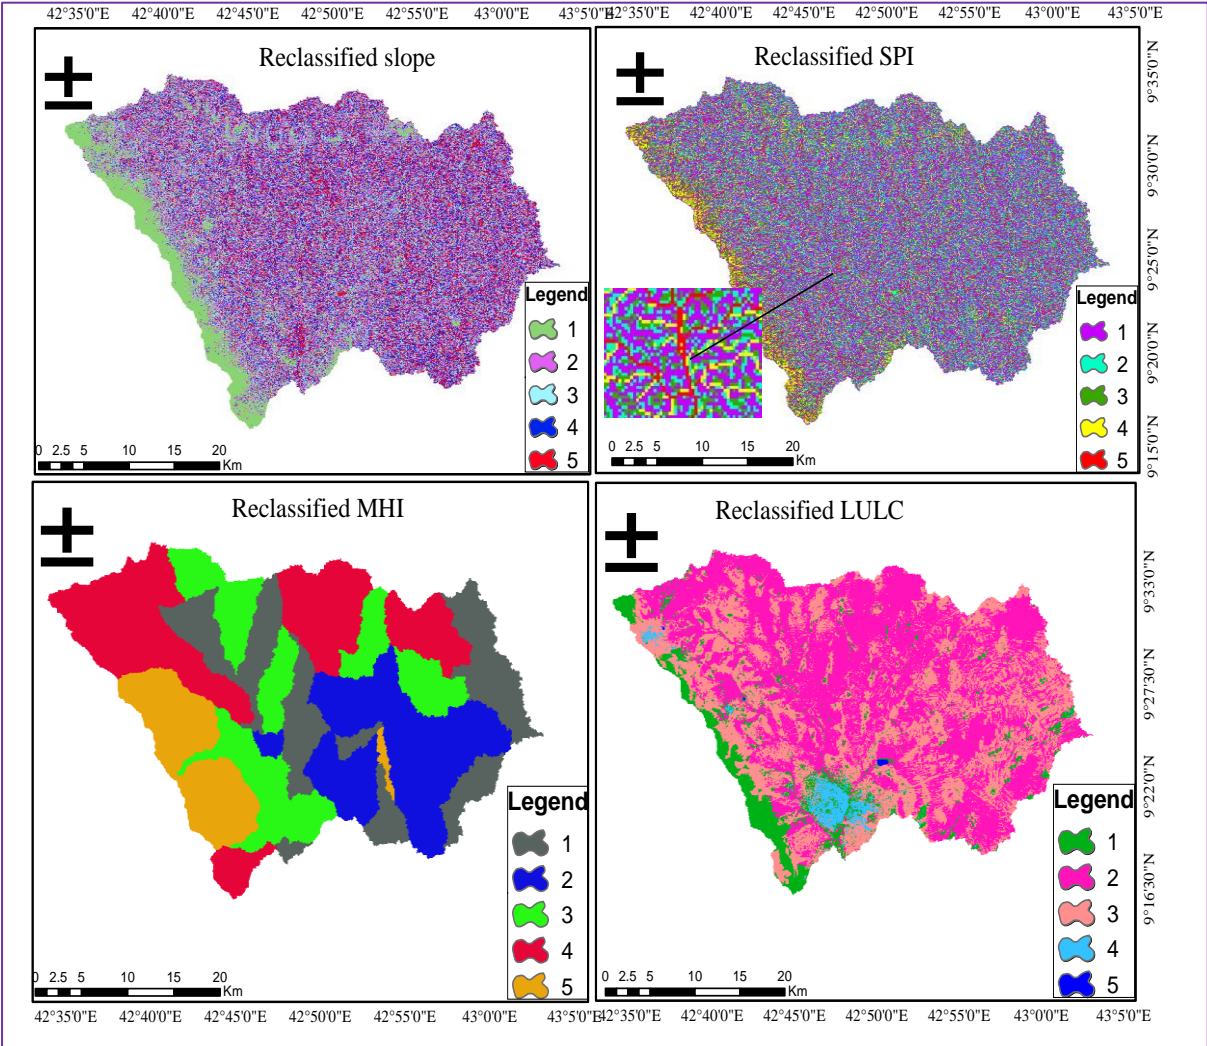 42°35'0"E 42°40'0"E 42°45'0"E 42°50'0"E 42°55'0"E 43°0'0"E 43°5'0"E
42°35'0"E 42°40'0"E 42°45'0"E 42°50'0"E 42°55'0"E 43°0'0"E 43°5'0"E
Reclassified slope
Legend
1
2
3
4
5
0 2.5 5 10 15 20
Km
Reclassified SPI
Legend
1
2
3
4
5
0 2.5 5 10 15 20
Km
9°35'0"N
9°30'0"N
9°25'0"N
9°20'0"N
9°15'0"N
Reclassified MHI
Legend
1
2
3
4
5
0 2.5 5 10 15 20
Km
Reclassified LULC
Legend
1
2
3
4
5
0 2.5 5 10 15 20
Km
9°33'0"N
9°27'30"N
9°22'0"N
9°16'30"N
42°35'0"E 42°40'0"E 42°45'0"E 42°50'0"E 42°55'0"E 43°0'0"E 43°5'0"E
42°35'0"E 42°40'0"E 42°45'0"E 42°50'0"E 42°55'0"E 43°0'0"E 43°5'0"E